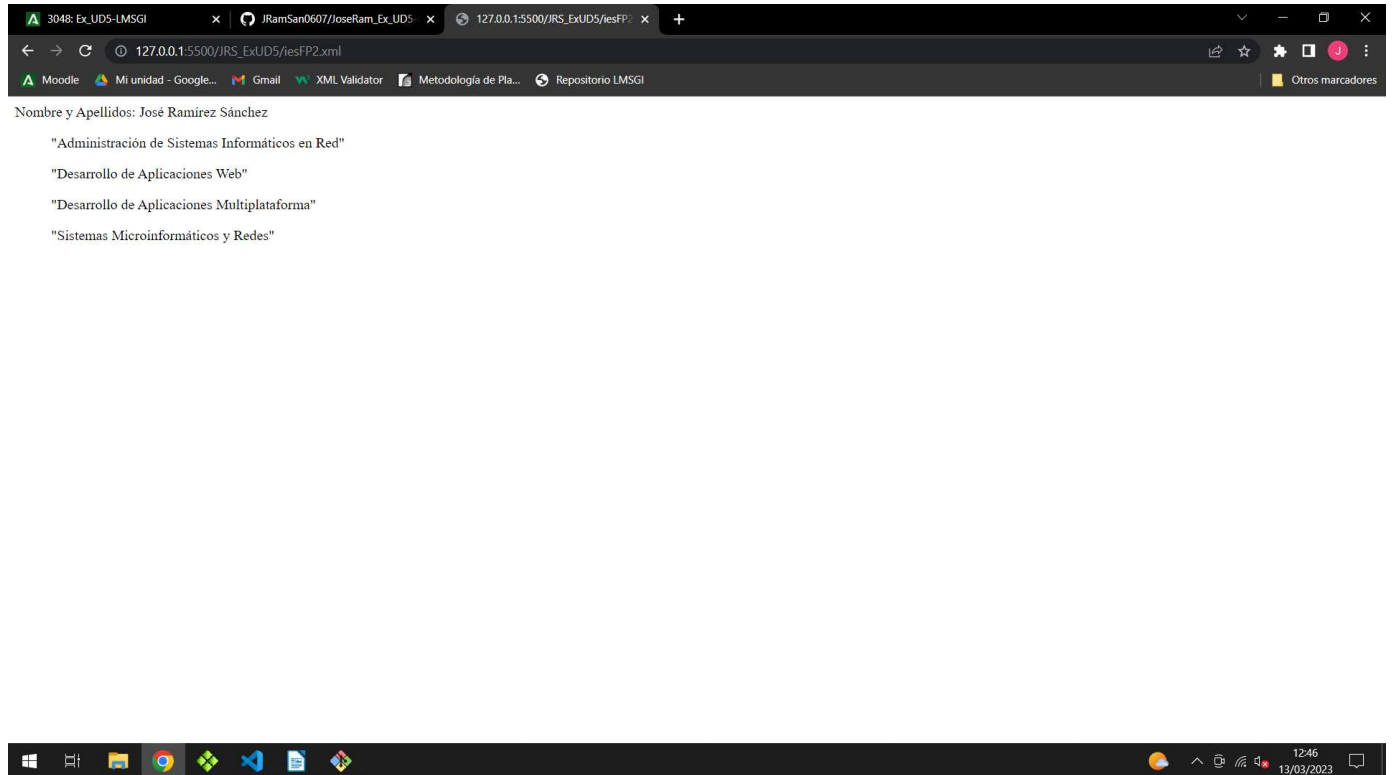 3048: Ex_UD5-LMSGI
JRamSan0607/JoseRam_Ex_UD5-
127.0.0.1:5500/JRS_ExUD5/iesFP2
127.0.0.1:5500/JRS_ExUD5/iesFP2.xml
J
Moodle Mi unidad - Google... Gmail XML Validator Metodología de Pla... Repositorio LMSGI Otros marcadores
Nombre y Apellidos: José Ramírez Sánchez
"Administración de Sistemas Informáticos en Red"
"Desarrollo de Aplicaciones Web"
"Desarrollo de Aplicaciones Multiplataforma"
"Sistemas Microinformáticos y Redes"
12:46
13/03/2023